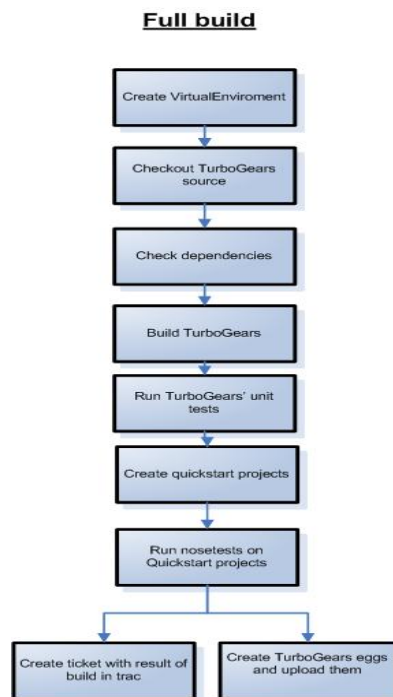 Full build
Create VirtualEnviroment
Checkout TurboGears
source
Check dependencies
Build TurboGears
Run TurboGears' unit
tests
Create quickstart projects
Run nosetests on
Quickstart projects
Create ticket with result of
build in trac
Create TurboGears eggs
and upload them